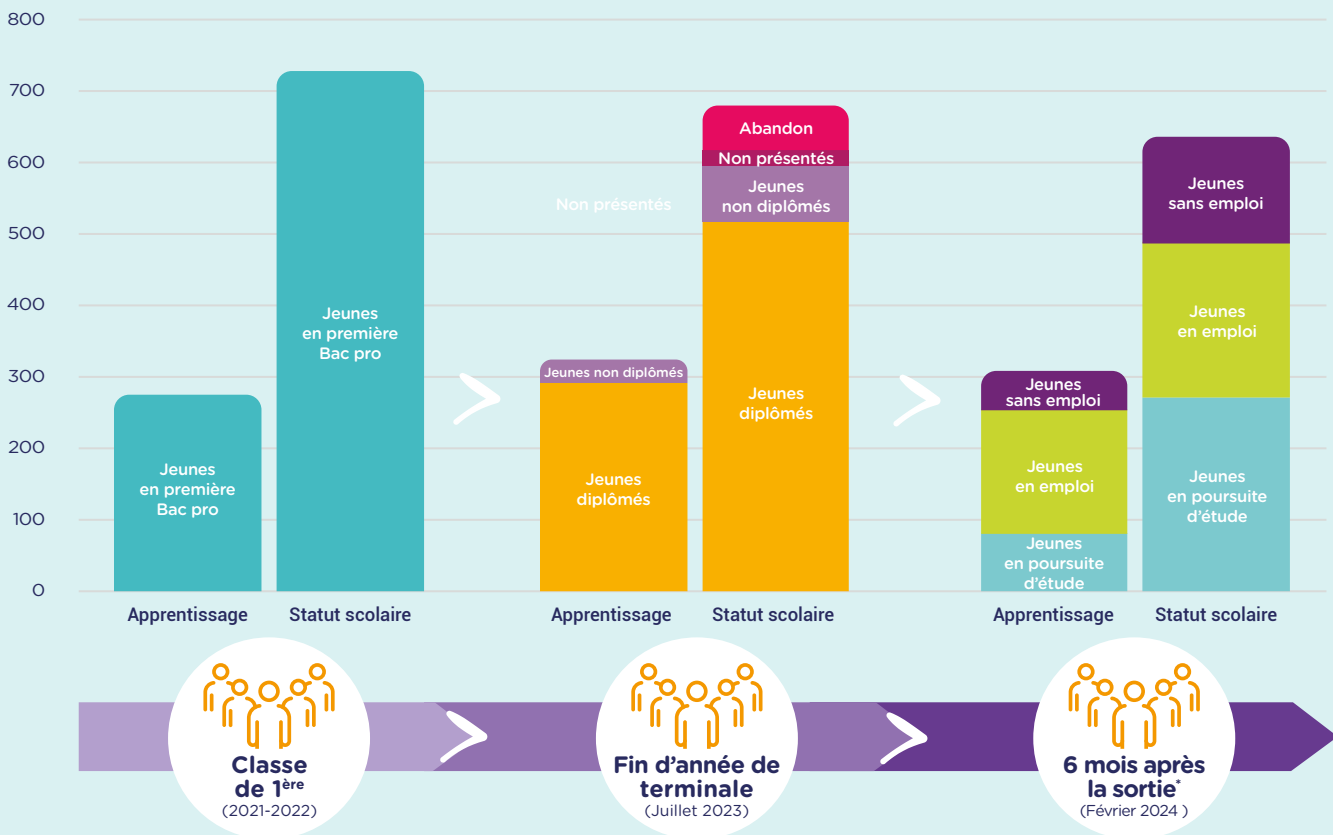 800
700
600
500
400
300
200
100
0
Jeunes
en première
Bac pro
Jeunes
en première
Bac pro
Non présentés
Jeunes non diplômés
Jeunes
diplômés
Abandon
Non présentés
Jeunes
non diplômés
Jeunes
diplômés
Jeunes
sans emploi
Jeunes
en emploi
Jeunes
en poursuite
d'étude
Jeunes
sans emploi
Jeunes
en emploi
Jeunes
en poursuite
d'étude
Apprentissage
Statut scolaire
Apprentissage
Statut scolaire
Apprentissage
Statut scolaire
Classe
de 1ère
(2021-2022)
Fin d'année de
terminale
(Juillet 2023)
6 mois après
la sortie*
(Février 2024 )